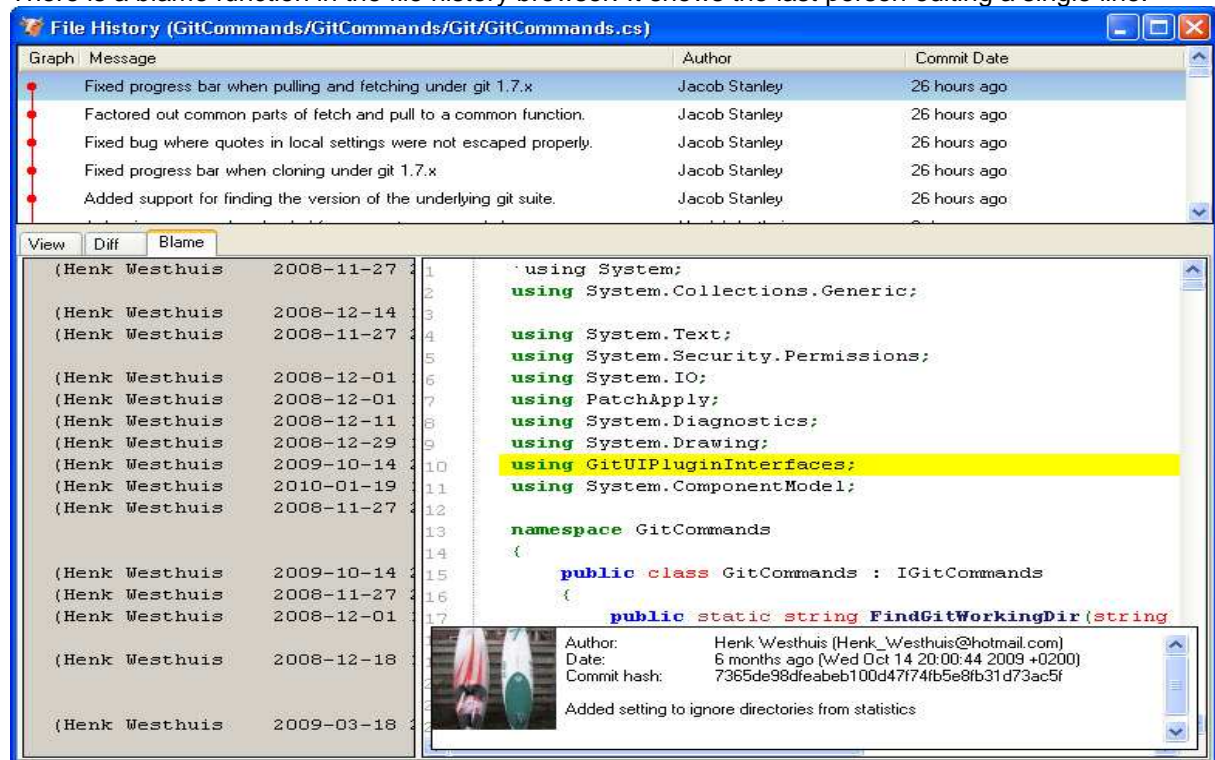 There is a blame function in the file history browser. It shows the last person editing a single line.
File History (GitCommands/GitCommands/Git/GitCommands.cs)
Graph Message Author Commit Date
Fixed progress bar when pulling and fetching under git 1.7.x Jacob Stanley 26 hours ago
Factored out common parts of fetch and pull to a common function. Jacob Stanley 26 hours ago
Fixed bug where quotes in local settings were not escaped properly. Jacob Stanley 26 hours ago
Fixed progress bar when cloning under git 1.7.x Jacob Stanley 26 hours ago
Added support for finding the version of the underlying git suite. Jacob Stanley 26 hours ago
View Diff Blame
(Henk Westhuis 2008-11-27 1 using System;
2 using System.Collections.Generic;
(Henk Westhuis 2008-12-14 3
(Henk Westhuis 2008-11-27 4 using System.Text;
5 using System.Security.Permissions;
(Henk Westhuis 2008-12-01 6 using System.IO;
(Henk Westhuis 2008-12-01 7 using PatchApply;
(Henk Westhuis 2008-12-11 8 using System.Diagnostics;
(Henk Westhuis 2008-12-29 9 using System.Drawing;
(Henk Westhuis 2009-10-14 10 using GitUIPluginInterfaces;
(Henk Westhuis 2010-01-19 11 using System.ComponentModel;
(Henk Westhuis 2008-11-27 12
13 namespace GitCommands
14 {
(Henk Westhuis 2009-10-14 15 public class GitCommands : IGitCommands
(Henk Westhuis 2008-11-27 16 {
(Henk Westhuis 2008-12-01 17 public static string FindGitWorkingDir(string
(Henk Westhuis 2008-12-18
(Henk Westhuis 2009-03-18
Author: Henk Westhuis (Henk_Westhuis@hotmail.com)
Date: 6 months ago (Wed Oct 14 20:00:44 2009 +0200)
Commit hash: 7365de98dfeabeb100d47f74fb5e8fb31d73ac5f
Added setting to ignore directories from statistics